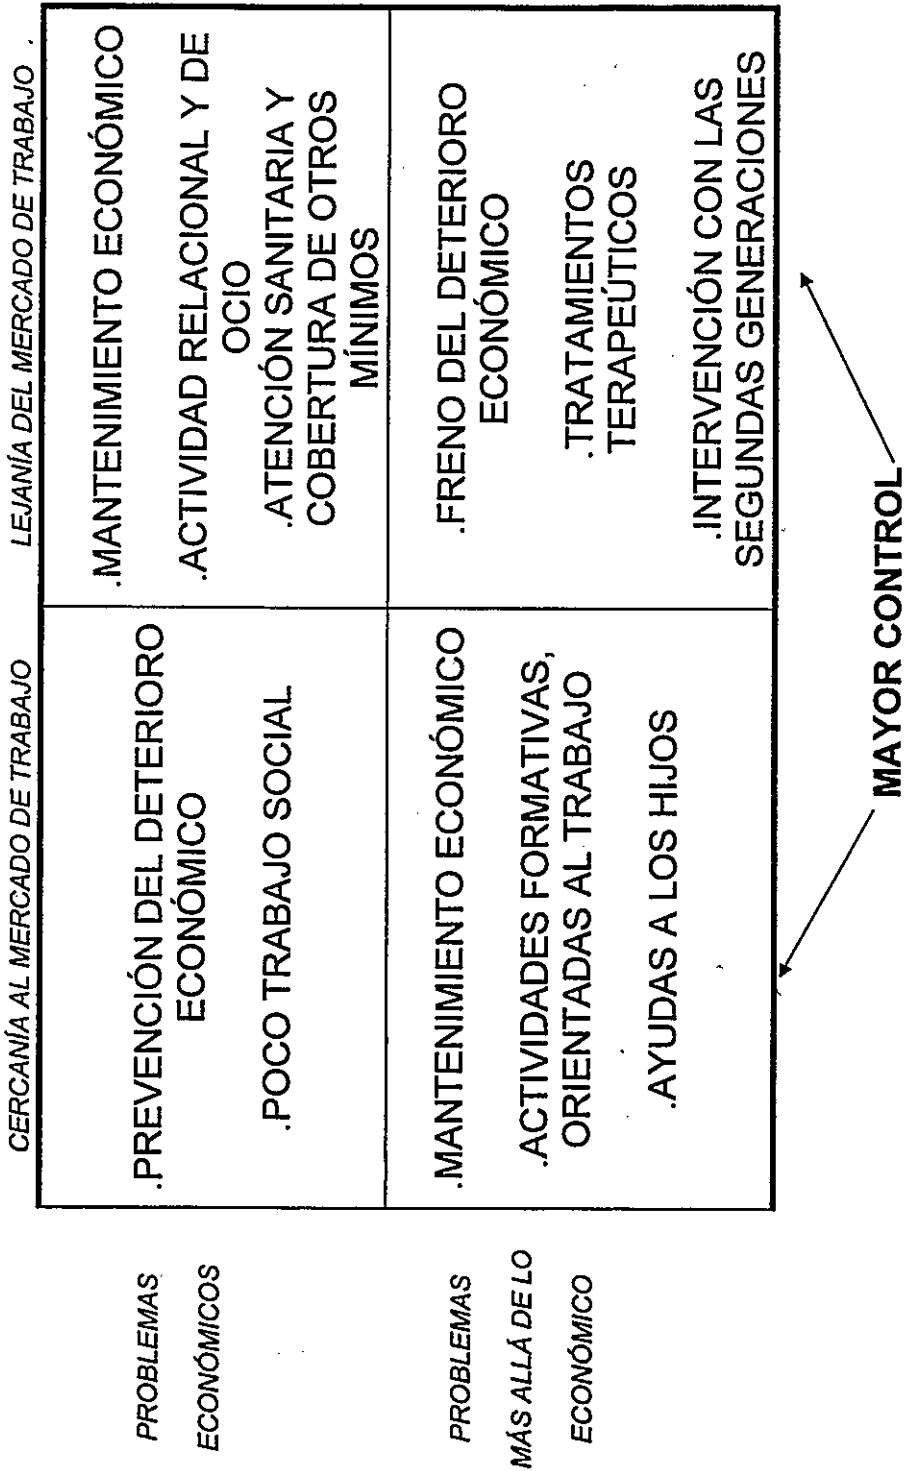 CERCANÍA AL MERCADO DE TRABAJO
LEJANÍA DEL MERCADO DE TRABAJO .
PROBLEMAS
ECONÓMICOS
.PREVENCIÓN DEL DETERIORO
ECONÓMICO
.POCO TRABAJO SOCIAL
.MANTENIMIENTO ECONÓMICO
.ACTIVIDAD RELACIONAL Y DE
OCIO
.ATENCIÓN SANITARIA Y
COBERTURA DE OTROS
MÍNIMOS
PROBLEMAS
MÁS ALLÁ DE LO
ECONÓMICO
.MANTENIMIENTO ECONÓMICO
.ACTIVIDADES FORMATIVAS,
ORIENTADAS AL TRABAJO
.AYUDAS A LOS HIJOS
.FRENO DEL DETERIORO
ECONÓMICO
.TRATAMIENTOS
TERAPEÚTICOS
.INTERVENCIÓN CON LAS
SEGUNDAS GENERACIONES
MAYOR CONTROL